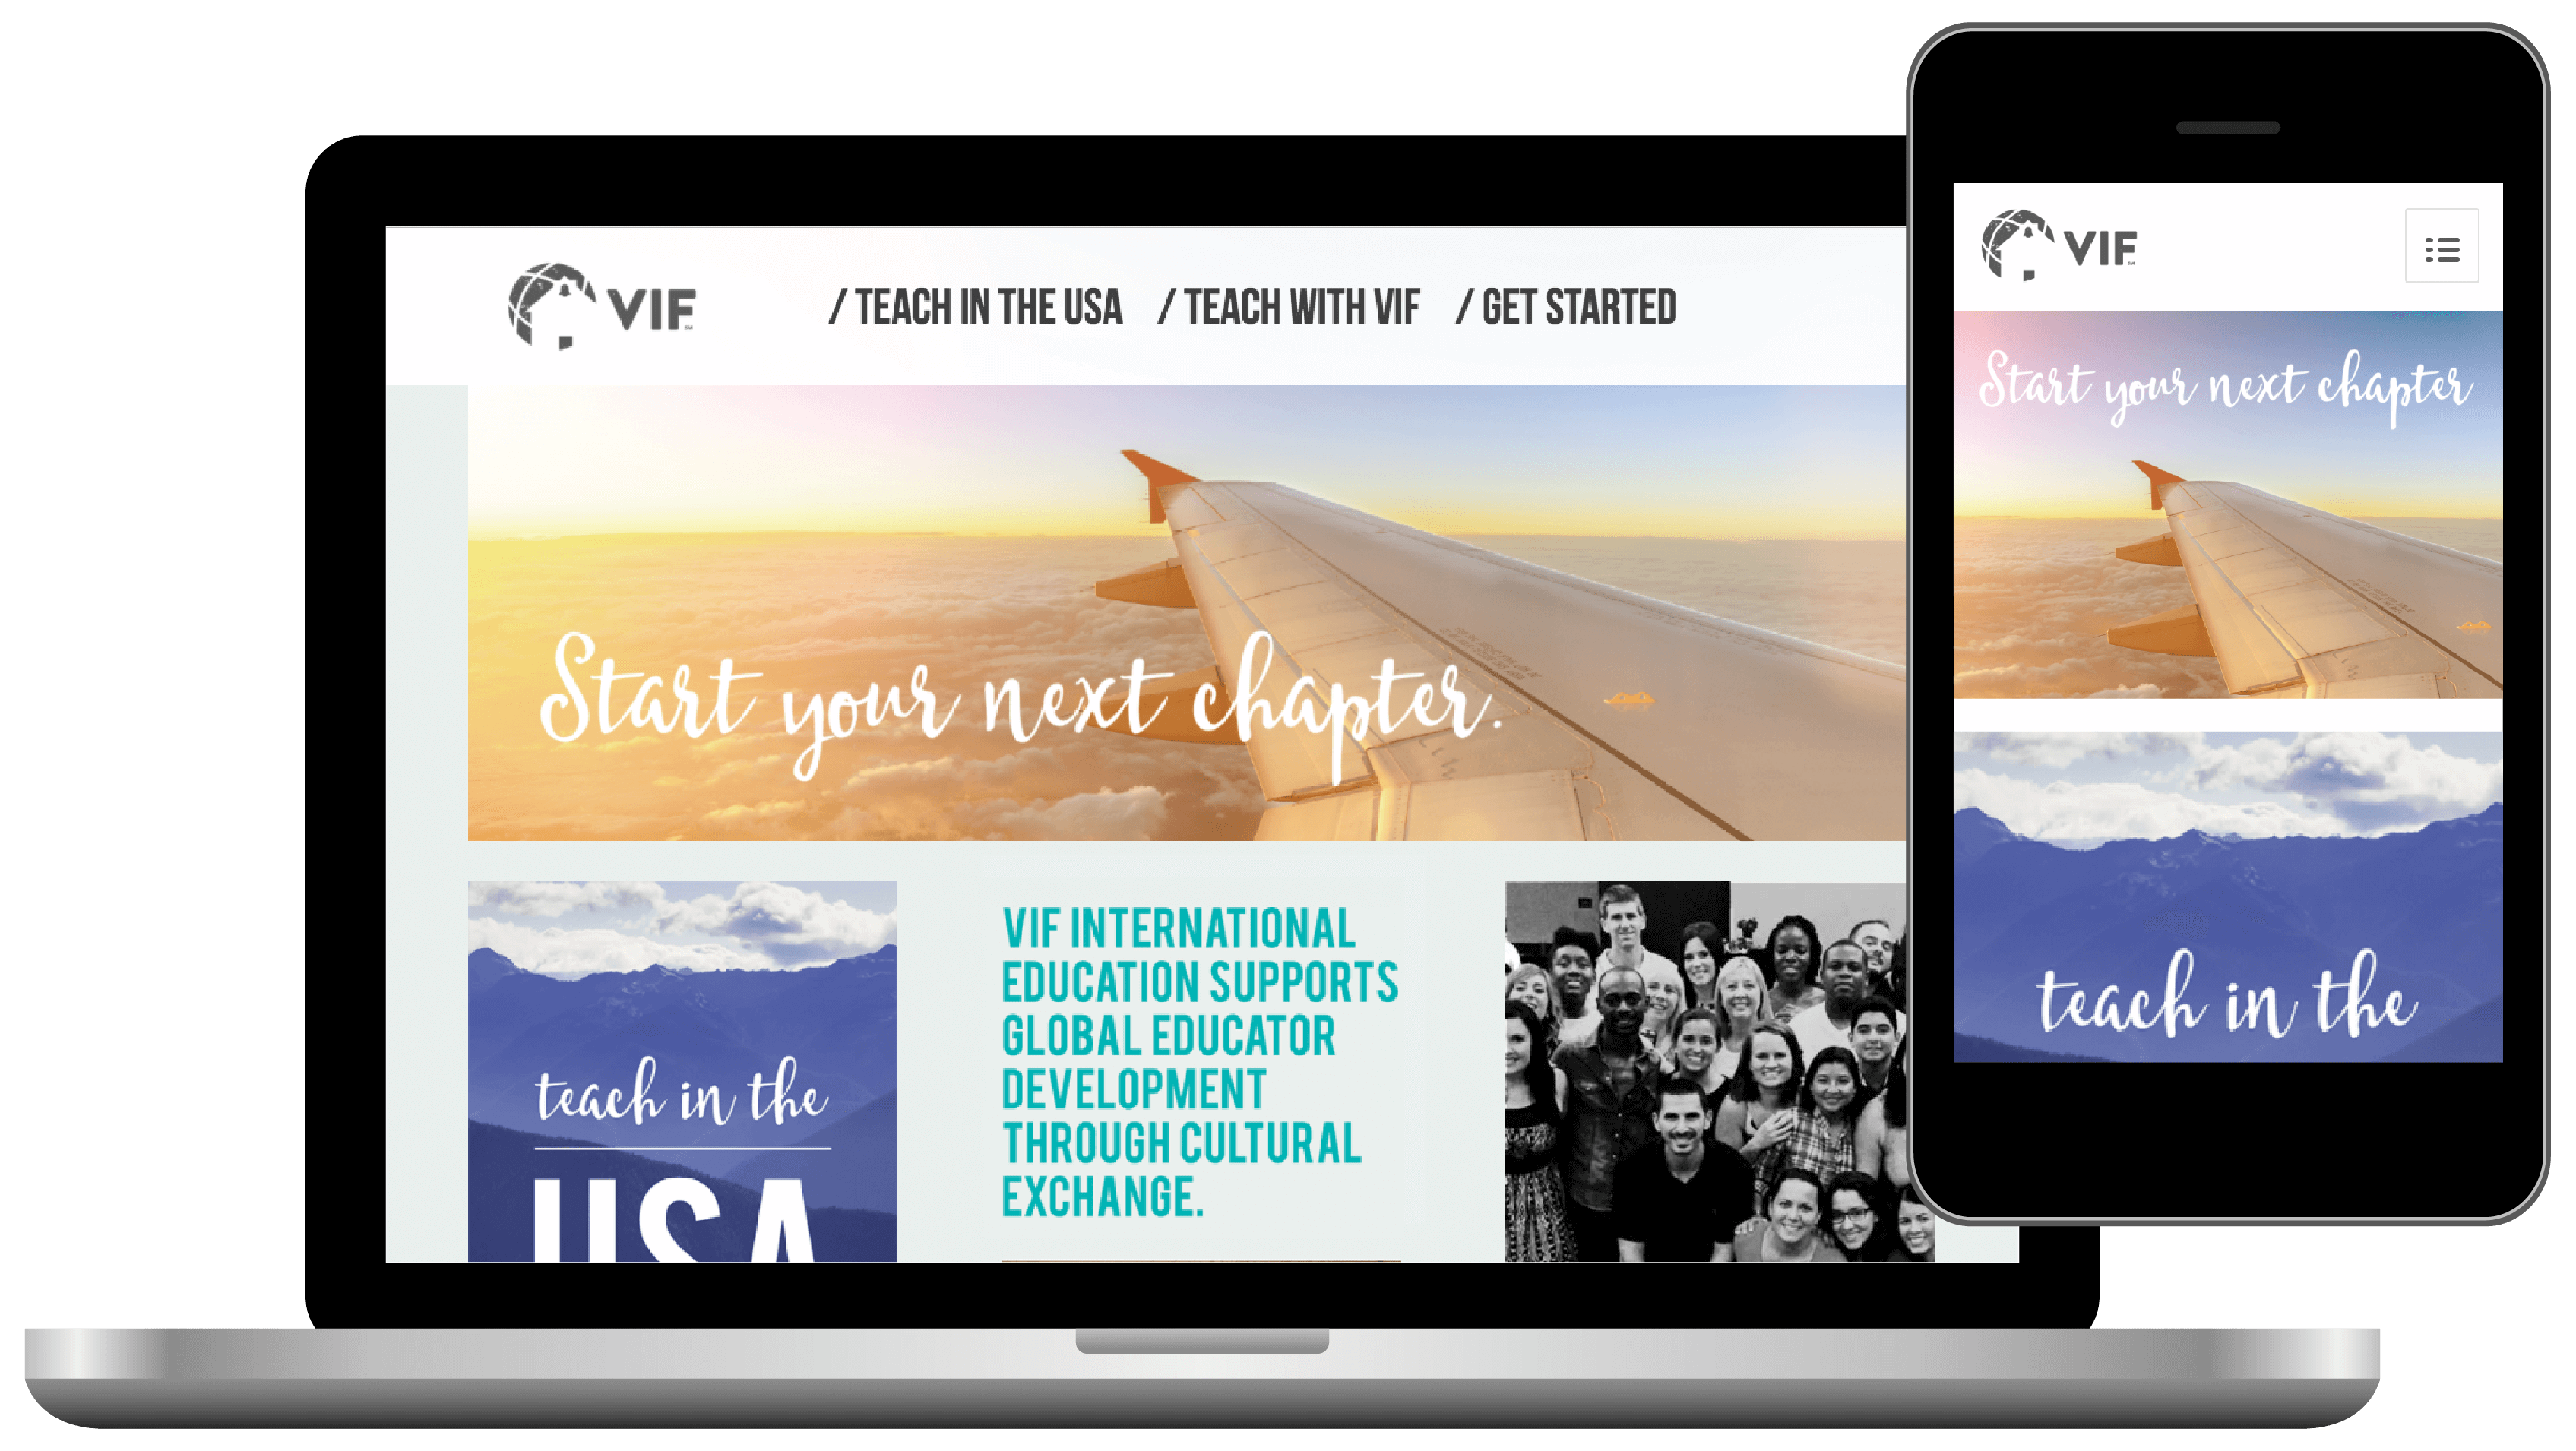 VIF
/ TEACH IN THE USA / TEACH WITH VIF / GET STARTED
Start your next chapter.
teach in the
USA
VIF INTERNATIONAL
EDUCATION SUPPORTS
GLOBAL EDUCATOR
DEVELOPMENT
THROUGH CULTURAL
EXCHANGE.
VIF
Start your next chapter
teach in the